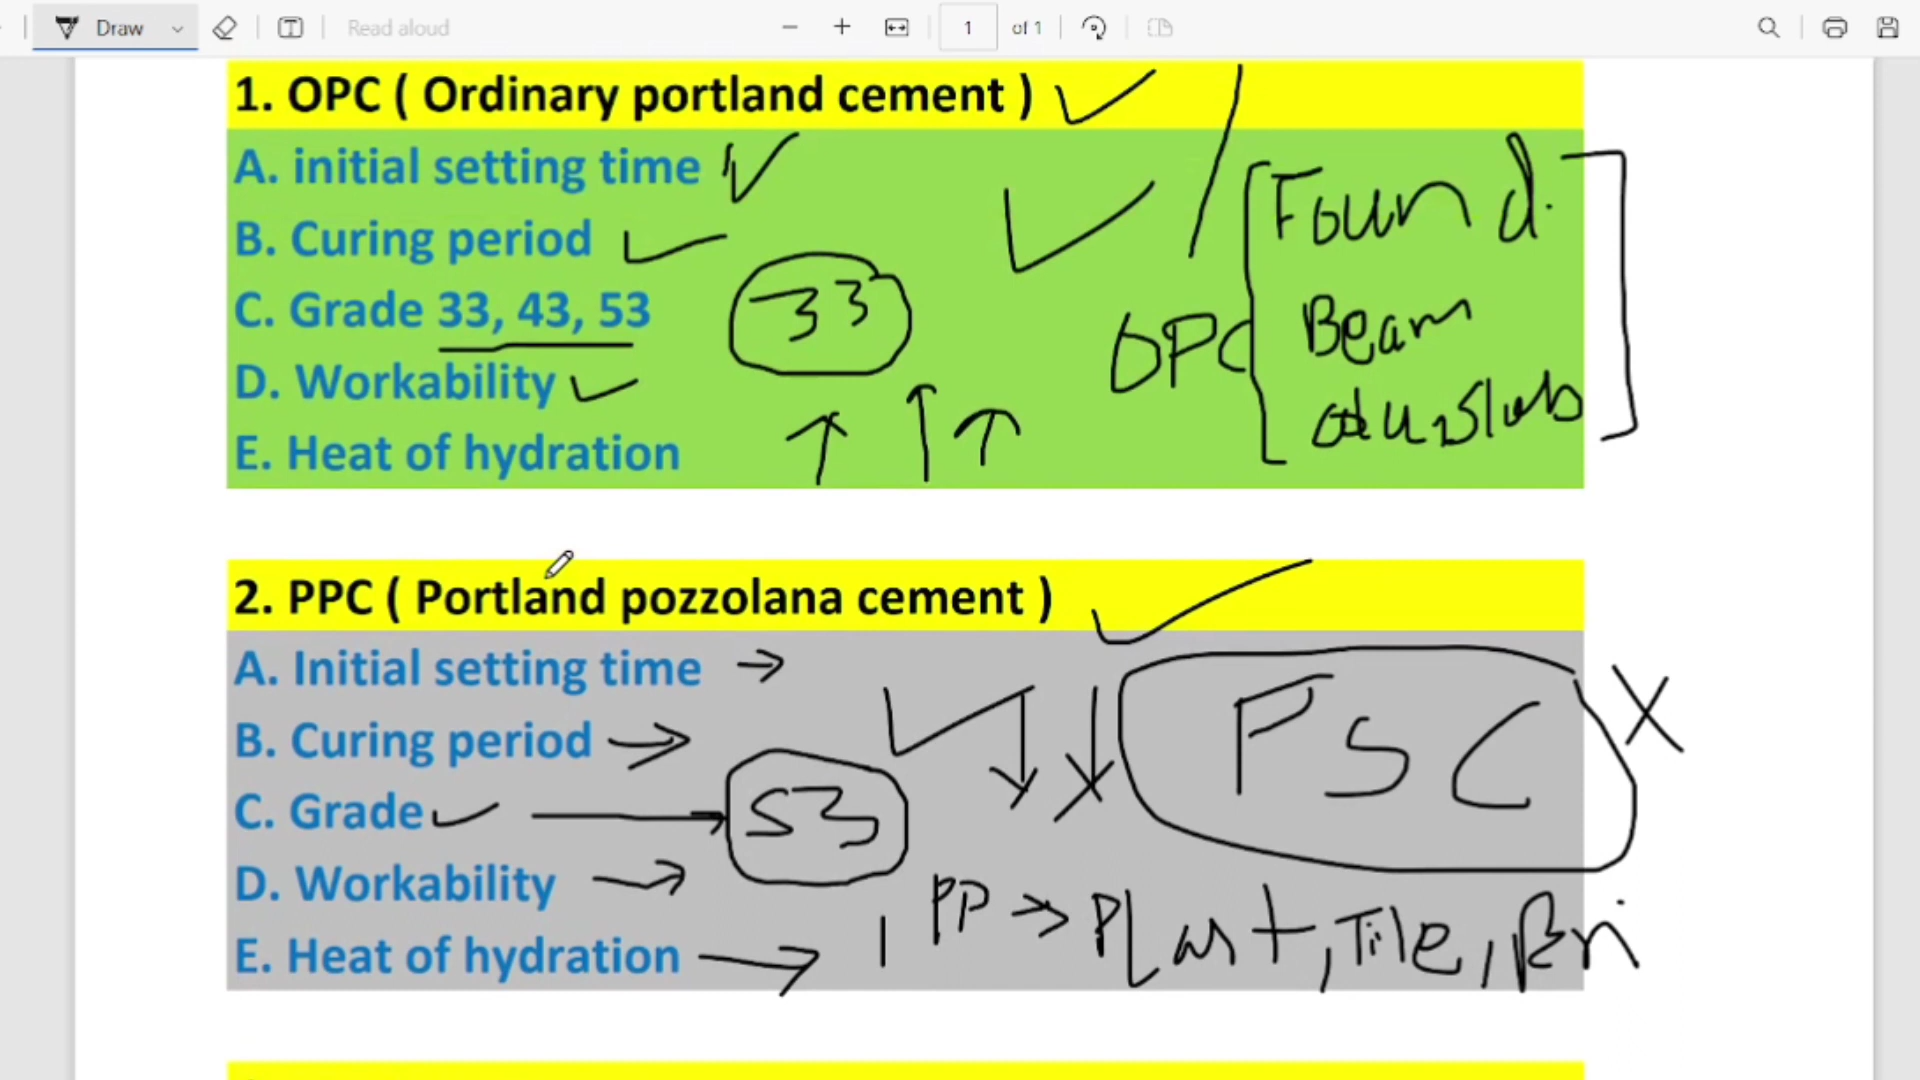 Draw
Read aloud
1 of 1
1. OPC ( Ordinary portland cement )
A. initial setting time
B. Curing period
C. Grade 33, 43, 53
D. Workability
E. Heat of hydration
33
OPC
Found.
Beam
Slab
2. PPC ( Portland pozzolana cement )
A. Initial setting time
B. Curing period
C. Grade
D. Workability
E. Heat of hydration
53
PSC X
PP → Plast, Tile, Bri